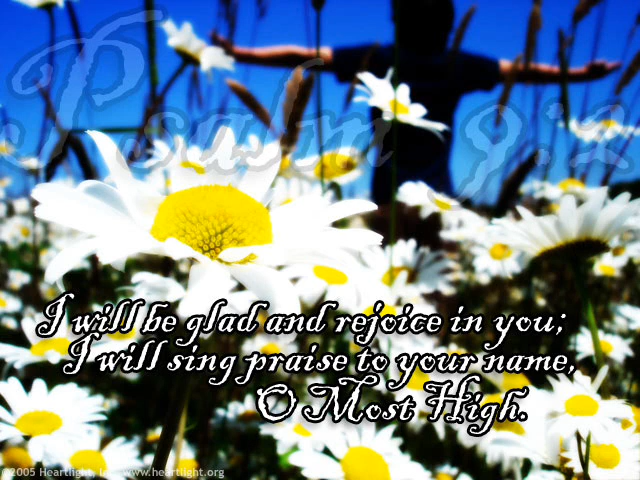 Psalm 9:2
I will be glad and rejoice in you;
I will sing praise to your name,
O Most High.
©2005 Heartlight, Inc. www.heartlight.org